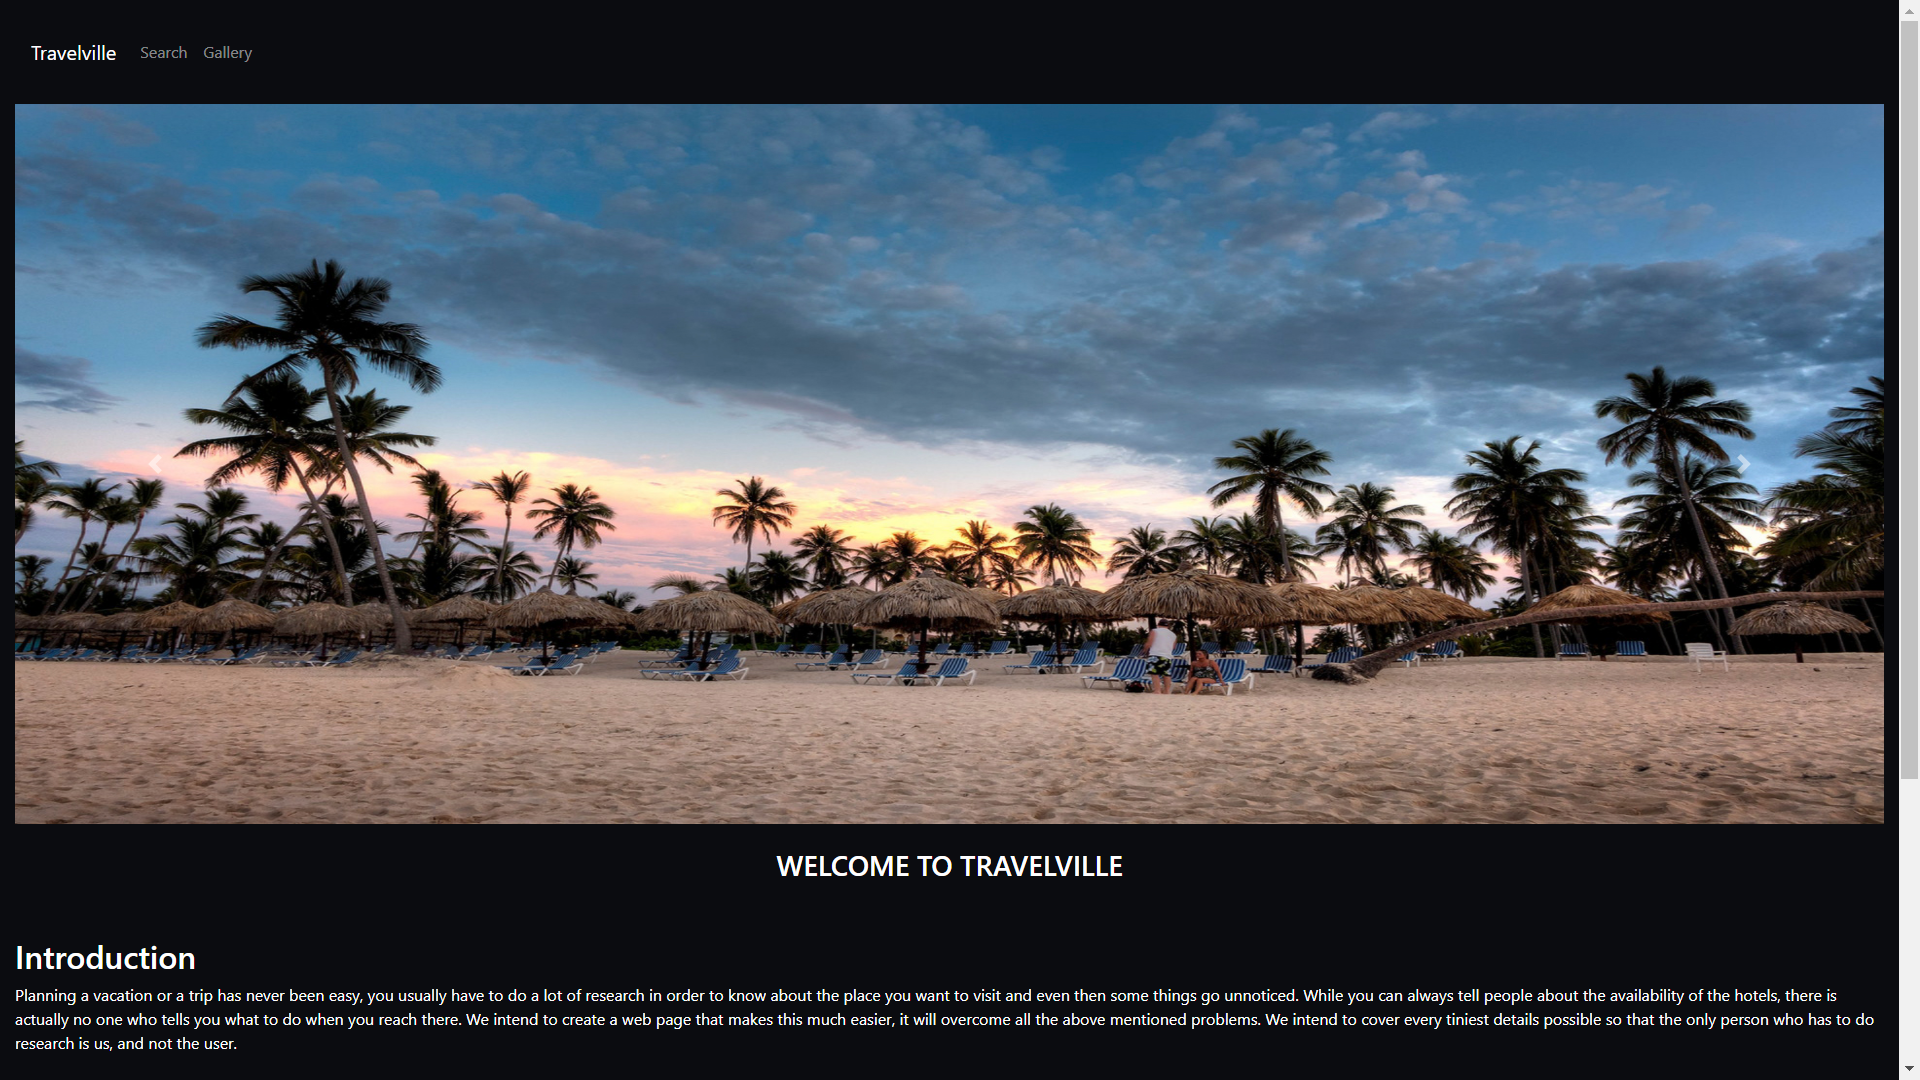 Travelville Search Gallery
WELCOME TO TRAVELVILLE
Introduction
Planning a vacation or a trip has never been easy, you usually have to do a lot of research in order to know about the place you want to visit and even then some things go unnoticed. While you can always tell people about the availability of the hotels, there is
actually no one who tells you what to do when you reach there. We intend to create a web page that makes this much easier, it will overcome all the above mentioned problems. We intend to cover every tiniest details possible so that the only person who has to do
research is us, and not the user.